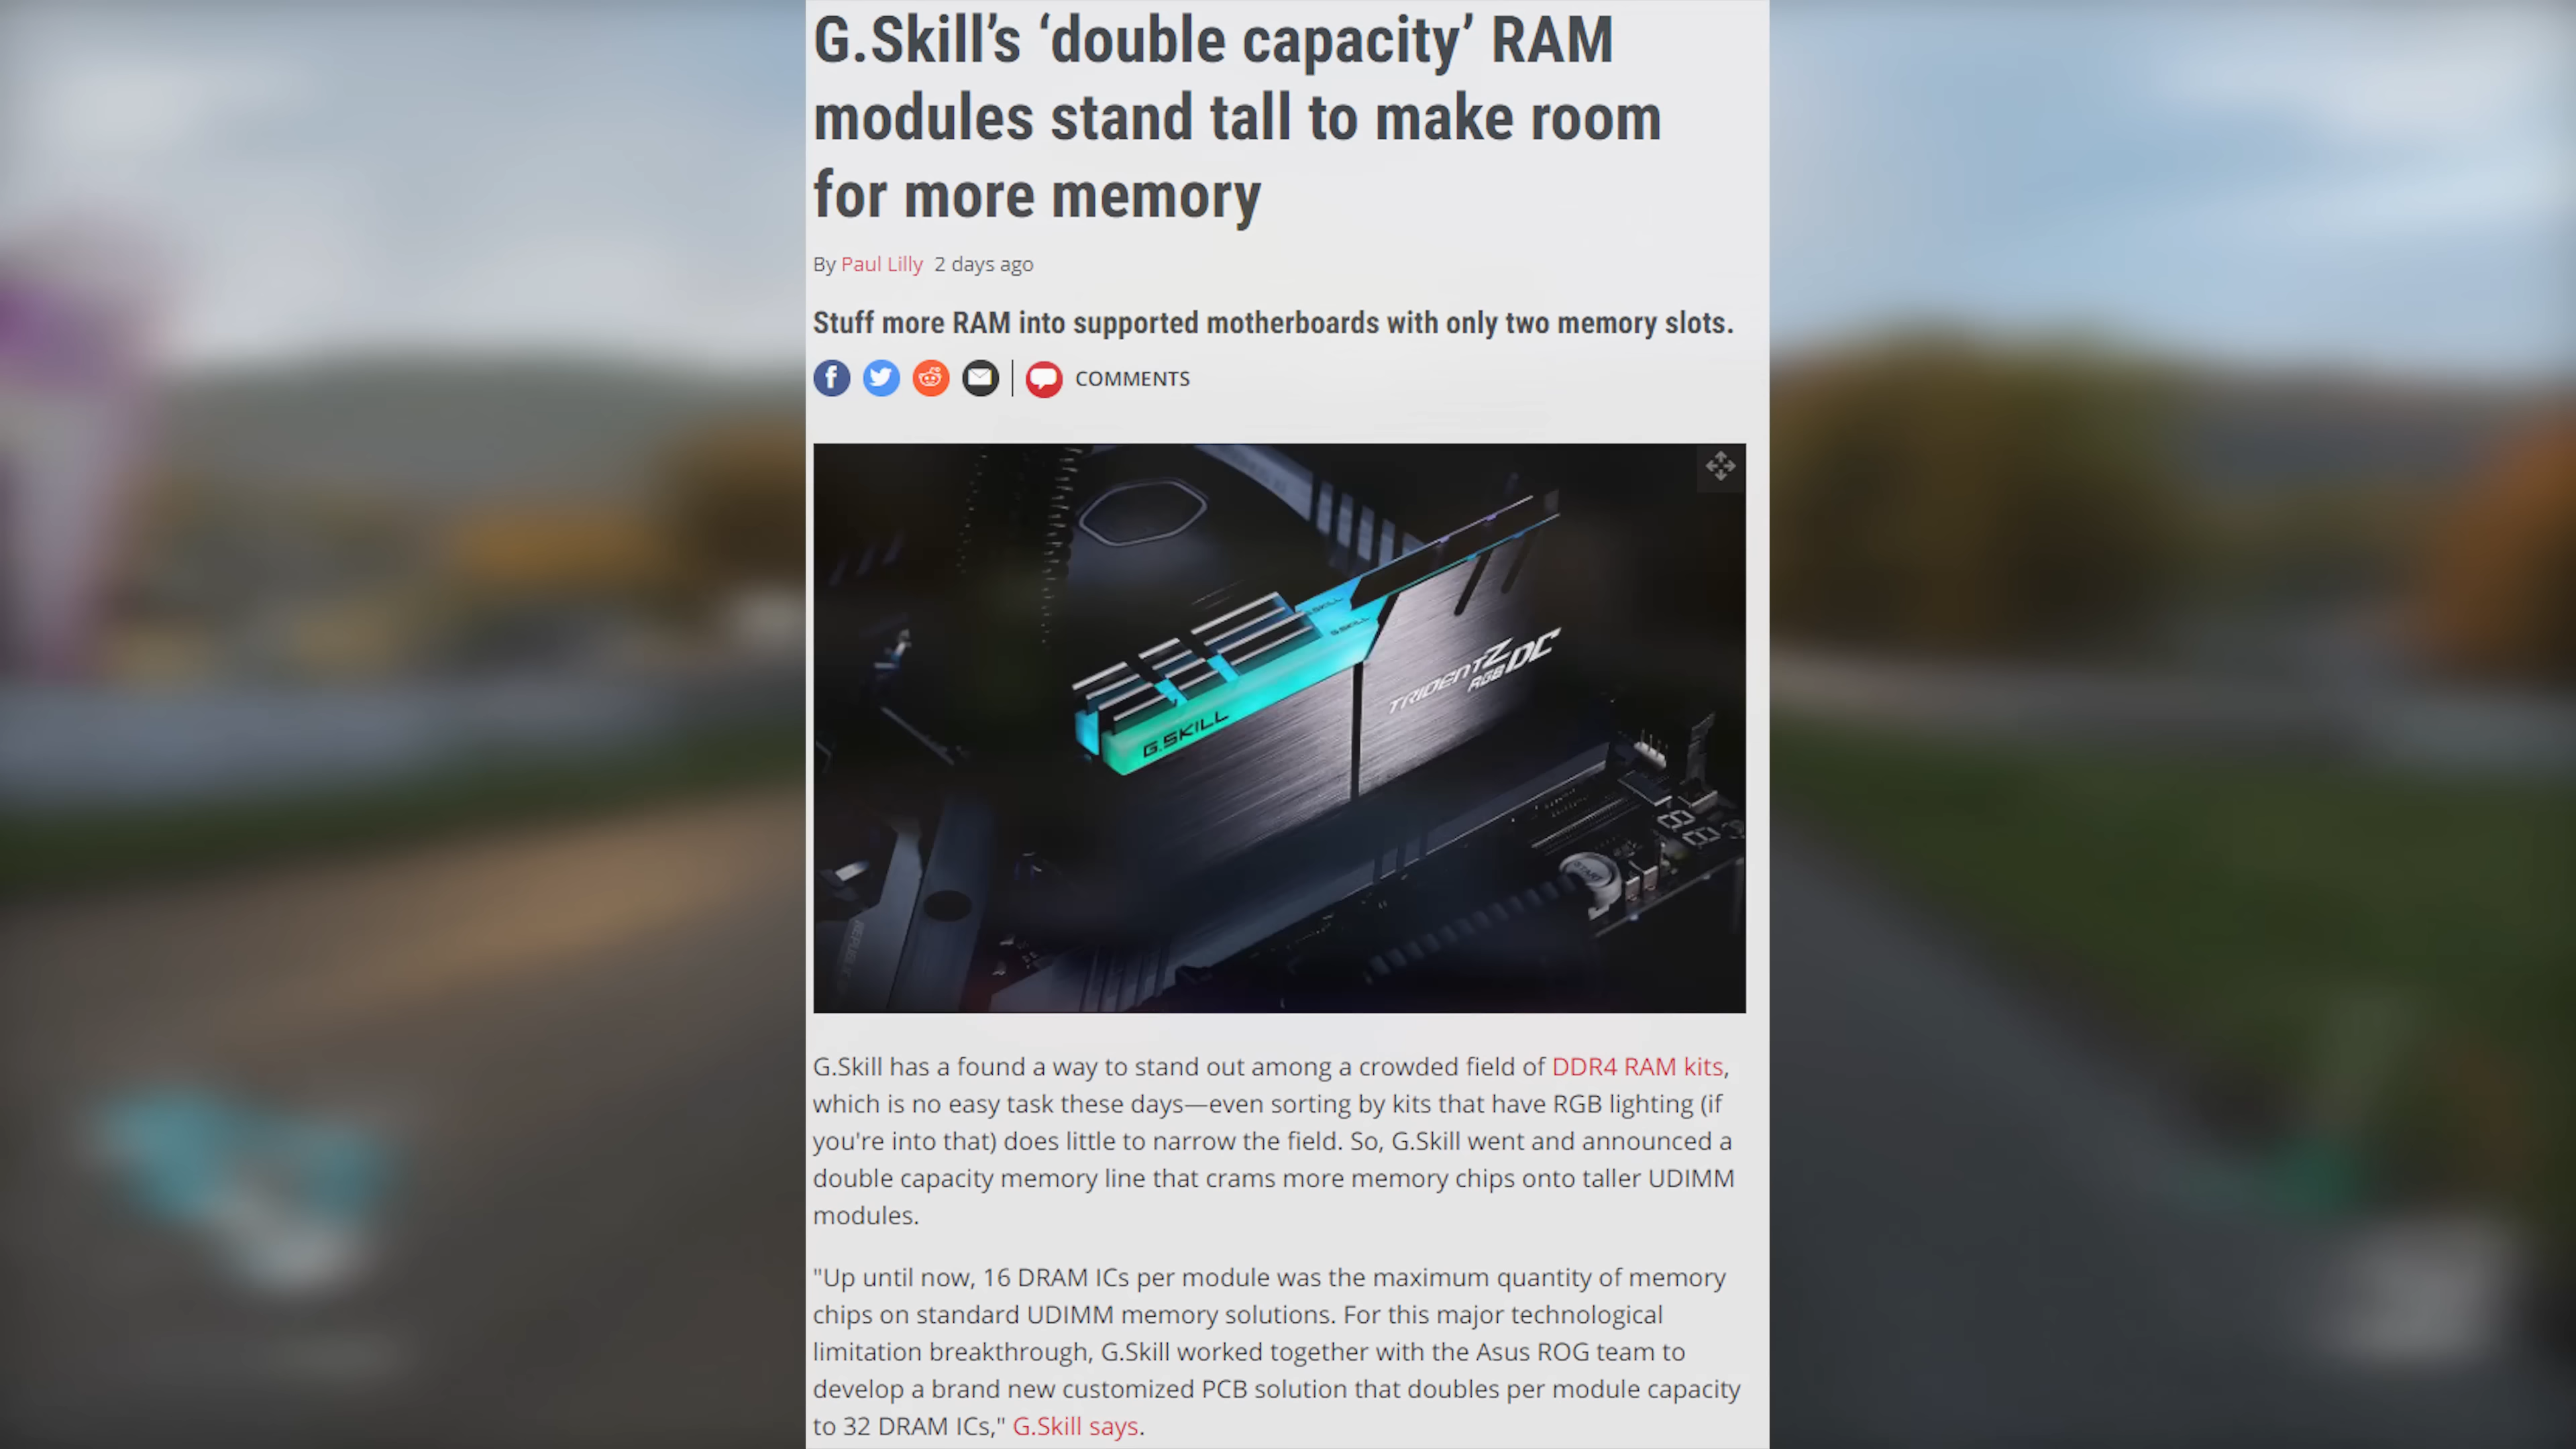 G.Skill’s ‘double capacity’ RAM
modules stand tall to make room
for more memory
By Paul Lilly 2 days ago
Stuff more RAM into supported motherboards with only two memory slots.
COMMENTS
G.SKILL
G.SKILL
G.SKILL
TRIDENT Z
RGB DC
88
START
G.Skill has a found a way to stand out among a crowded field of DDR4 RAM kits,
which is no easy task these days—even sorting by kits that have RGB lighting (if
you're into that) does little to narrow the field. So, G.Skill went and announced a
double capacity memory line that crams more memory chips onto taller UDIMM
modules.
"Up until now, 16 DRAM ICs per module was the maximum quantity of memory
chips on standard UDIMM memory solutions. For this major technological
limitation breakthrough, G.Skill worked together with the Asus ROG team to
develop a brand new customized PCB solution that doubles per module capacity
to 32 DRAM ICs," G.Skill says.